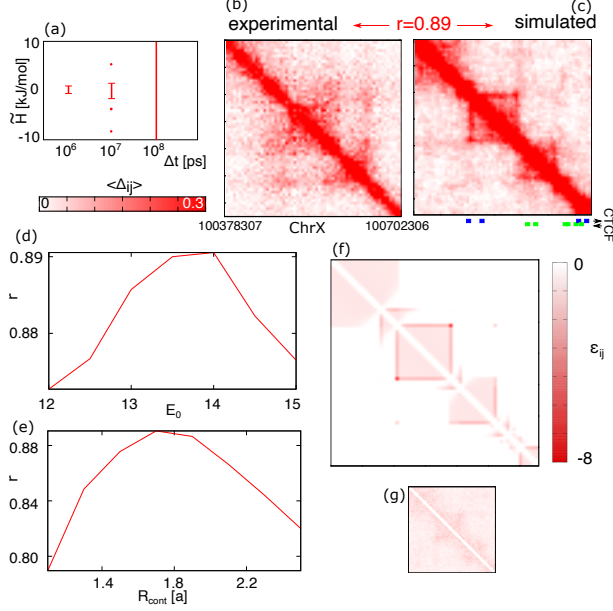 (a)
10
0
-10
H̃ [kJ/mol]
10⁶ 10⁷ 10⁸
Δt [ps]
<Δij>
0 0.3
(b)
experimental
r=0.89
simulated
(c)
100378307 ChrX 100702306
CTCF
(d)
0.89
0.88
r
12 13 14 15
E₀
(e)
0.88
0.84
0.80
r
1.4 1.8 2.2
Rcont [a]
(f)
0
εij
-8
(g)